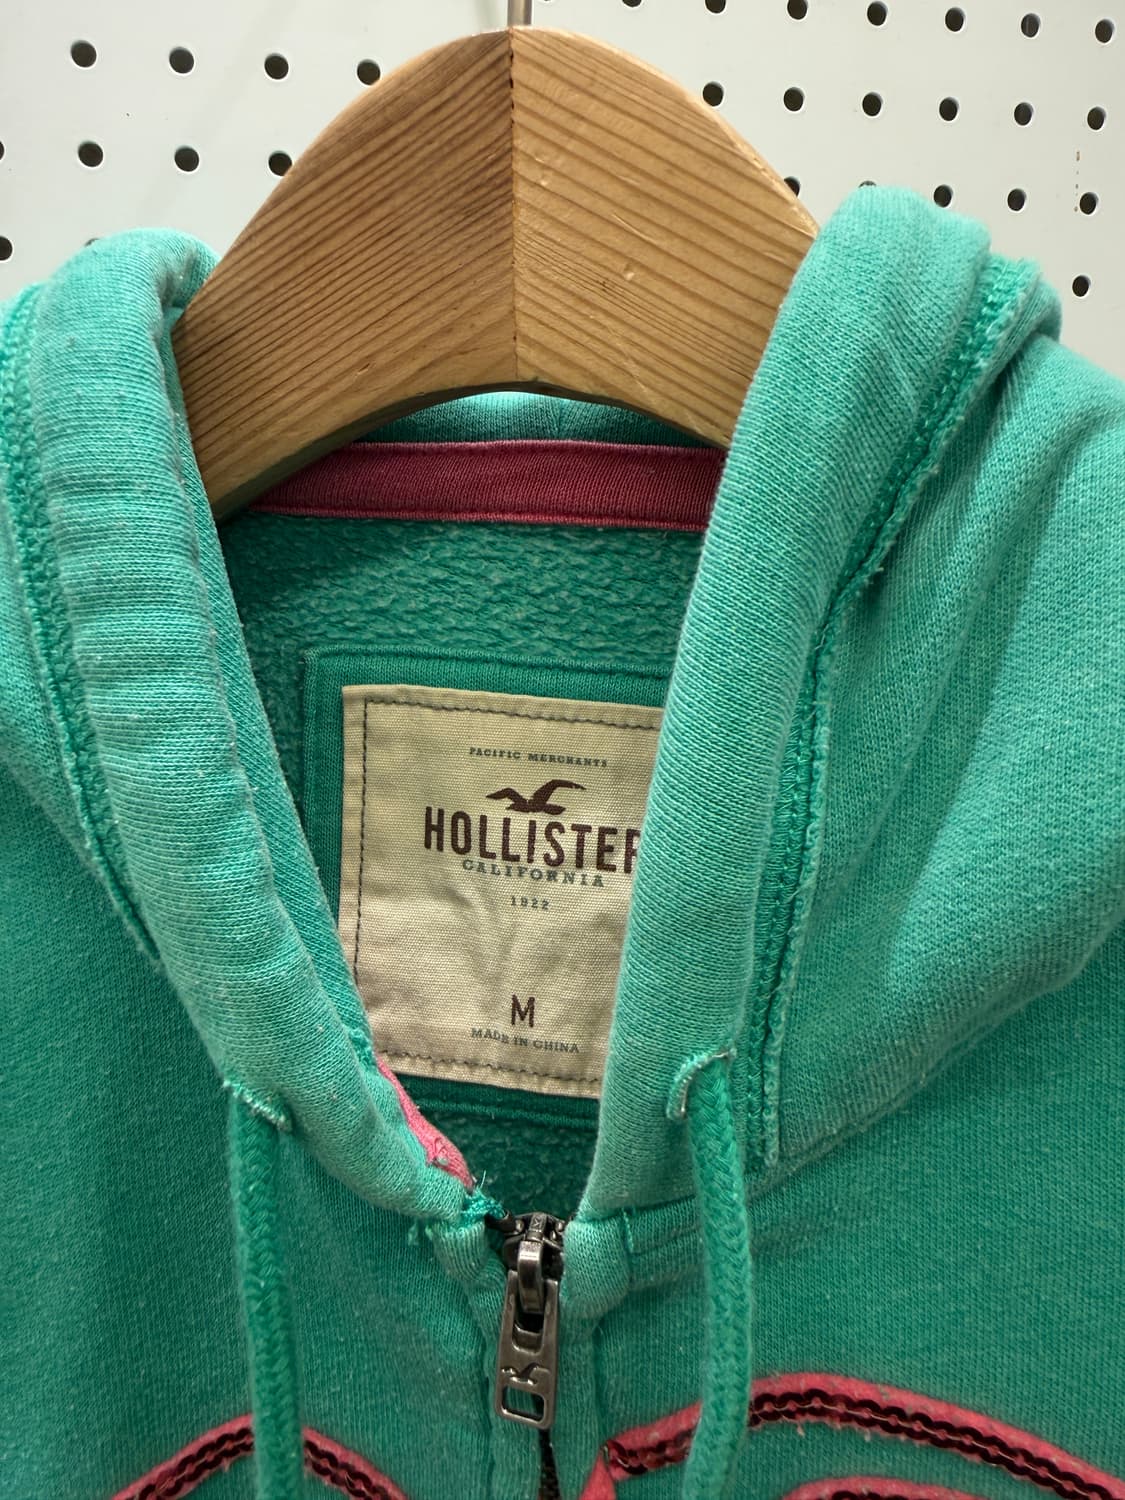 PACIFIC MERCHANTS
HOLLISTER
CALIFORNIA
1922
M
MADE IN CHINA